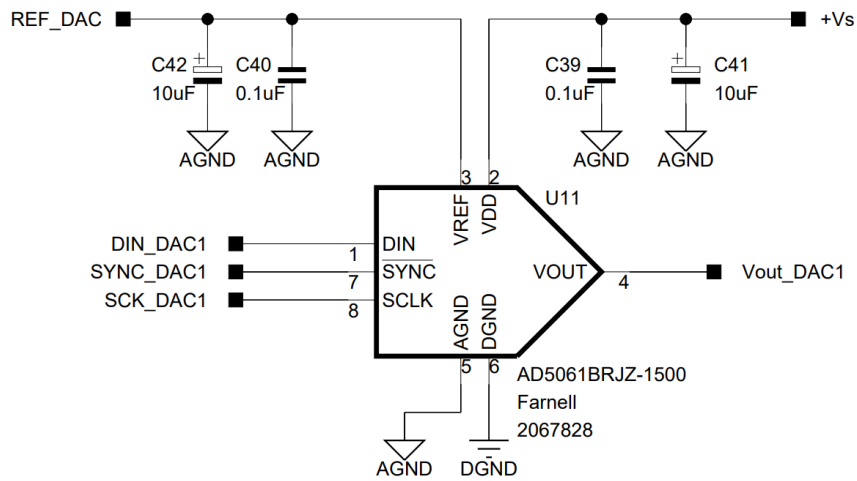 REF_DAC
+Vs
+
C42
10uF
C40
0.1uF
C39
0.1uF
+
C41
10uF
AGND
AGND
AGND
AGND
3
2
U11
VREF
VDD
DIN_DAC1
1
DIN
SYNC_DAC1
7
SYNC
SCK_DAC1
8
SCLK
VOUT
4
Vout_DAC1
AGND
DGND
5
6
AD5061BRJZ-1500
Farnell
2067828
AGND
DGND